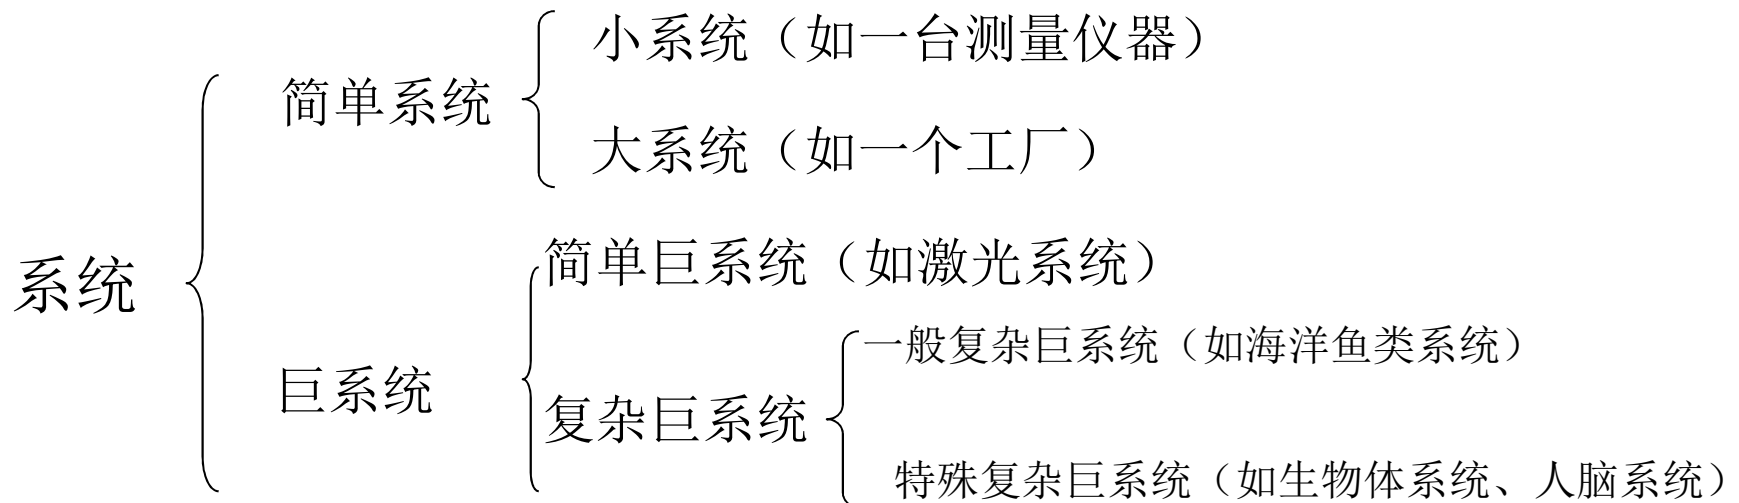 小系统（如一台测量仪器）
简单系统
大系统（如一个工厂）
系统
简单巨系统（如激光系统）
一般复杂巨系统（如海洋鱼类系统）
巨系统
复杂巨系统
特殊复杂巨系统（如生物体系统、人脑系统）